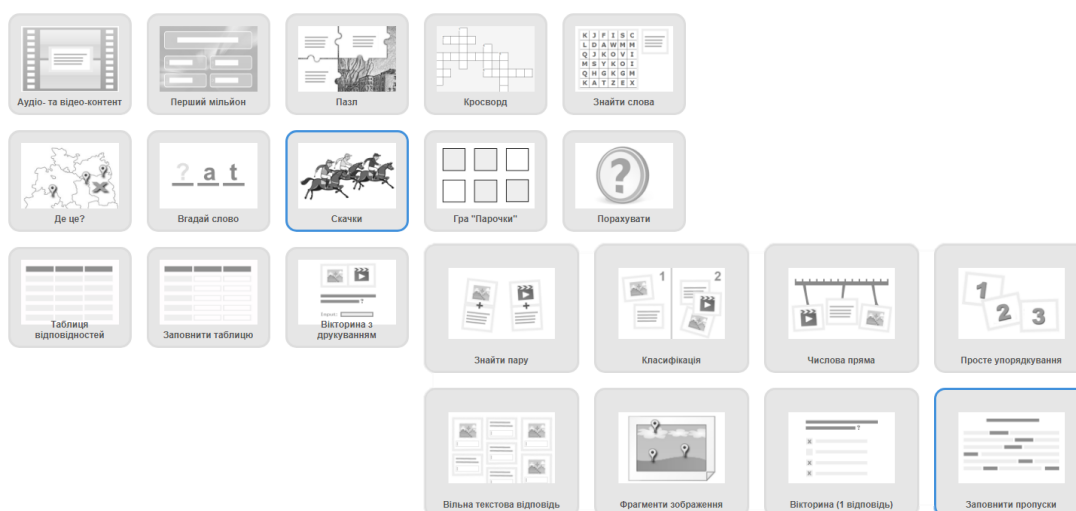 Аудіо- та відео-контент
Перший мільйон
Пазл
Кросворд
K J F I S C
L D A W M M
Q J K O V I
M S Y K O I
Q H G K G M
K A T Z E X
Знайти слова
Де це?
? a t
Вгадай слово
Скачки
Гра "Парочки"
?
Порахувати
Таблиця
відповідностей
Заповнити таблицю
?
Вікторина з
друкуванням
+ +
Знайти пару
1 2
Класифікація
Числова пряма
1 2 3
Просте упорядкування
Вільна текстова відповідь
Фрагменти зображення
?
Вікторина (1 відповідь)
Заповнити пропуски